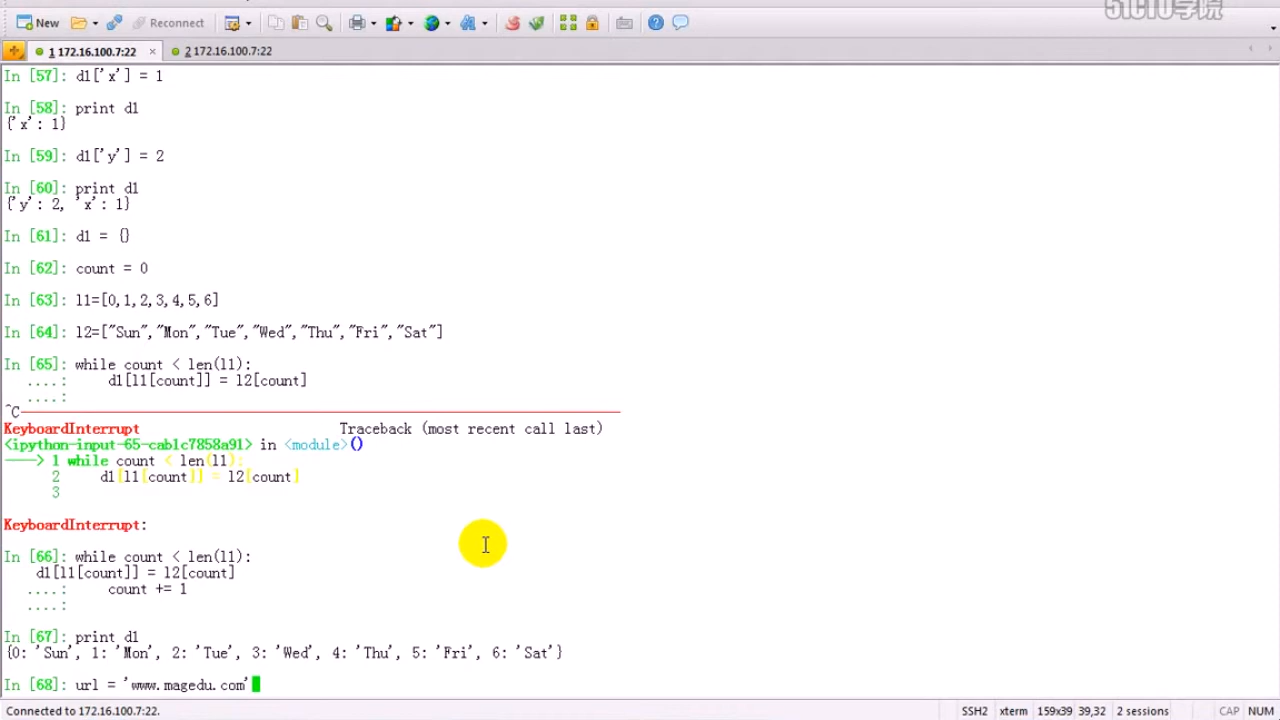 51CTO学院
New
Reconnect
1 172.16.100.7:22 ×
2 172.16.100.7:22
In [57]: d1['x'] = 1
In [58]: print d1
{'x': 1}
In [59]: d1['y'] = 2
In [60]: print d1
{'y': 2, 'x': 1}
In [61]: d1 = {}
In [62]: count = 0
In [63]: l1=[0,1,2,3,4,5,6]
In [64]: l2=["Sun","Mon","Tue","Wed","Thu","Fri","Sat"]
In [65]: while count < len(l1):
....: d1[l1[count]] = l2[count]
....:
^C
KeyboardInterrupt Traceback (most recent call last)
<ipython-input-65-cab1c7858a91> in <module>()
----> 1 while count < len(l1):
2 d1[l1[count]] = l2[count]
3
KeyboardInterrupt:
In [66]: while count < len(l1):
d1[l1[count]] = l2[count]
....: count += 1
....:
In [67]: print d1
{0: 'Sun', 1: 'Mon', 2: 'Tue', 3: 'Wed', 4: 'Thu', 5: 'Fri', 6: 'Sat'}
In [68]: url = 'www.magedu.com'
Connected to 172.16.100.7:22. SSH2 xterm 159x39 39,32 2 sessions CAP NUM